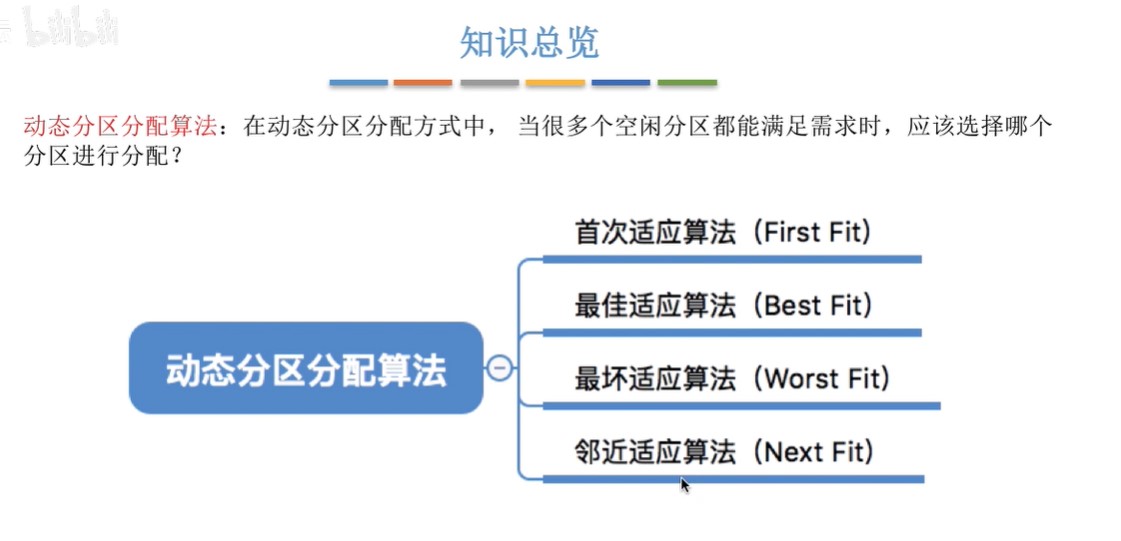 bilibili
知识总览
动态分区分配算法：在动态分区分配方式中， 当很多个空闲分区都能满足需求时，应该选择哪个
分区进行分配？
首次适应算法（First Fit）
最佳适应算法（Best Fit）
动态分区分配算法
最坏适应算法（Worst Fit）
邻近适应算法（Next Fit）